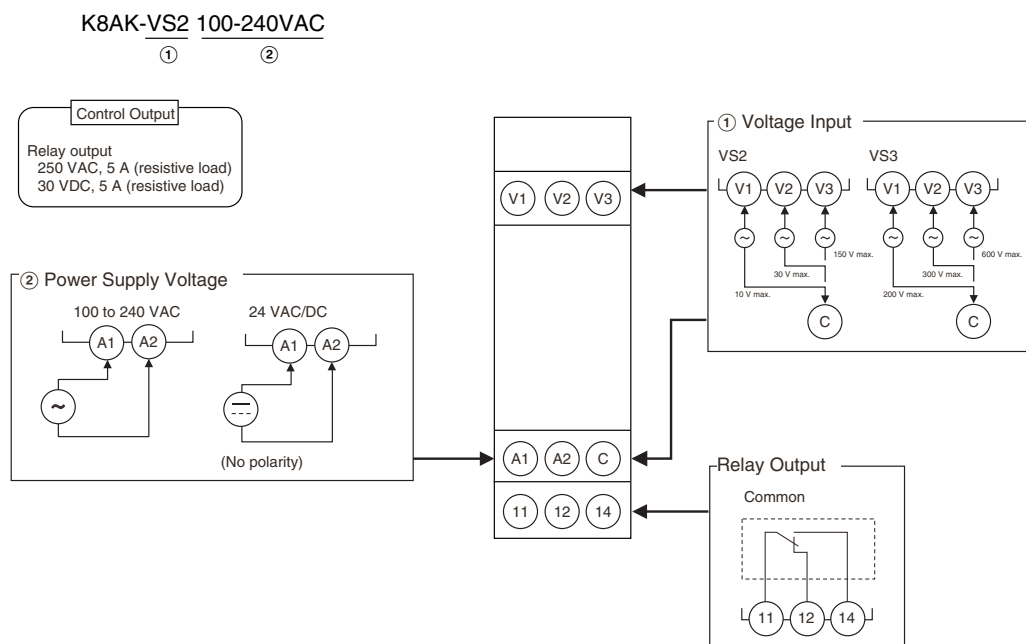 K8AK-VS2 100-240VAC
① ②
Control Output
Relay output
250 VAC, 5 A (resistive load)
30 VDC, 5 A (resistive load)
② Power Supply Voltage
100 to 240 VAC
A1 A2
~
24 VAC/DC
A1 A2
(No polarity)
V1 V2 V3
A1 A2 C
11 12 14
① Voltage Input
VS2
V1 V2 V3
~ ~ ~
150 V max.
30 V max.
10 V max.
C
VS3
V1 V2 V3
~ ~ ~
600 V max.
300 V max.
200 V max.
C
Relay Output
Common
11 12 14